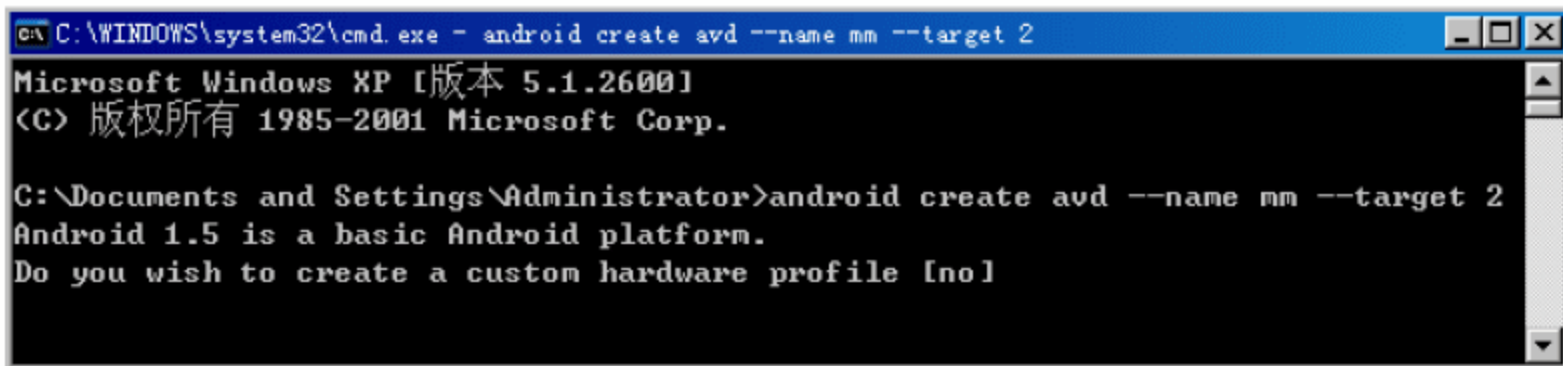 C:\WINDOWS\system32\cmd.exe - android create avd --name mm --target 2
Microsoft Windows XP [版本 5.1.2600]
(C) 版权所有 1985-2001 Microsoft Corp.
C:\Documents and Settings\Administrator>android create avd --name mm --target 2
Android 1.5 is a basic Android platform.
Do you wish to create a custom hardware profile [no]